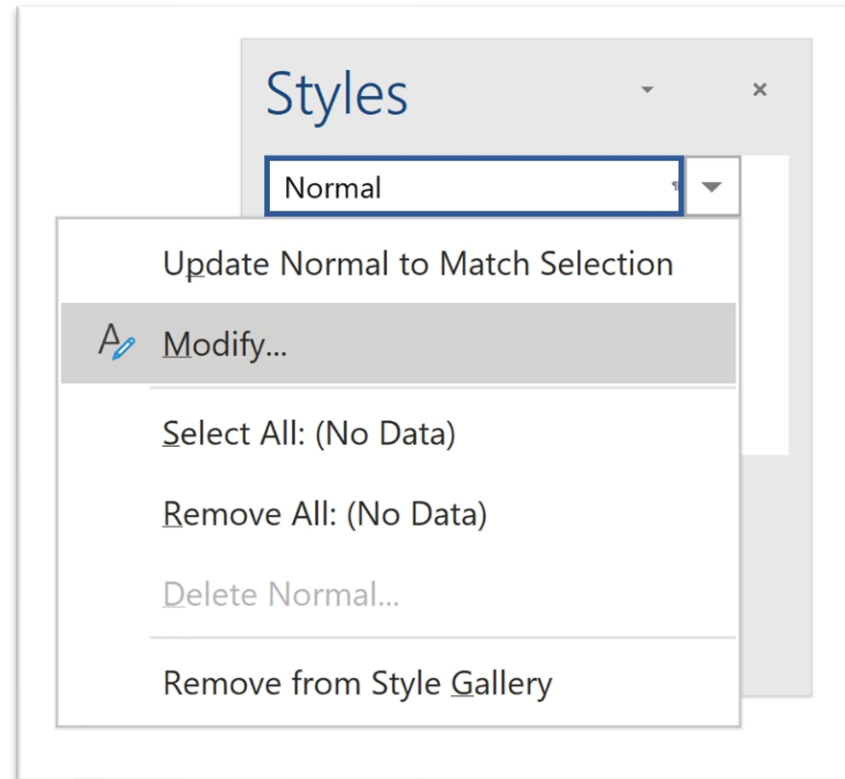 Styles
Normal ¶
Update Normal to Match Selection
Modify...
Select All: (No Data)
Remove All: (No Data)
Delete Normal...
Remove from Style Gallery